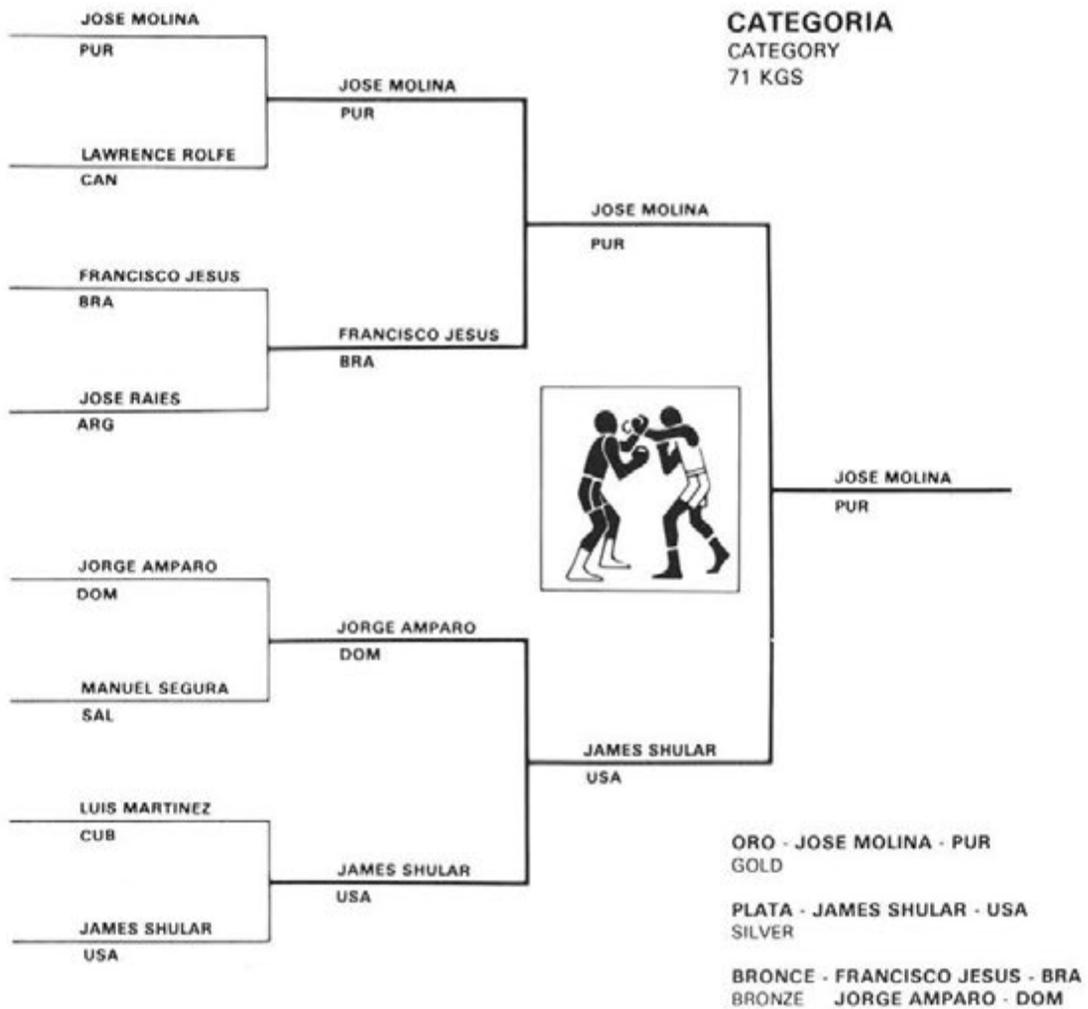 JOSE MOLINA
PUR
LAWRENCE ROLFE
CAN
FRANCISCO JESUS
BRA
JOSE RAIES
ARG
JORGE AMPARO
DOM
MANUEL SEGURA
SAL
LUIS MARTINEZ
CUB
JAMES SHULAR
USA
JOSE MOLINA
PUR
FRANCISCO JESUS
BRA
JORGE AMPARO
DOM
JAMES SHULAR
USA
JOSE MOLINA
PUR
JAMES SHULAR
USA
JOSE MOLINA
PUR
CATEGORIA
CATEGORY
71 KGS
ORO - JOSE MOLINA - PUR
GOLD
PLATA - JAMES SHULAR - USA
SILVER
BRONCE - FRANCISCO JESUS - BRA
BRONZE JORGE AMPARO - DOM